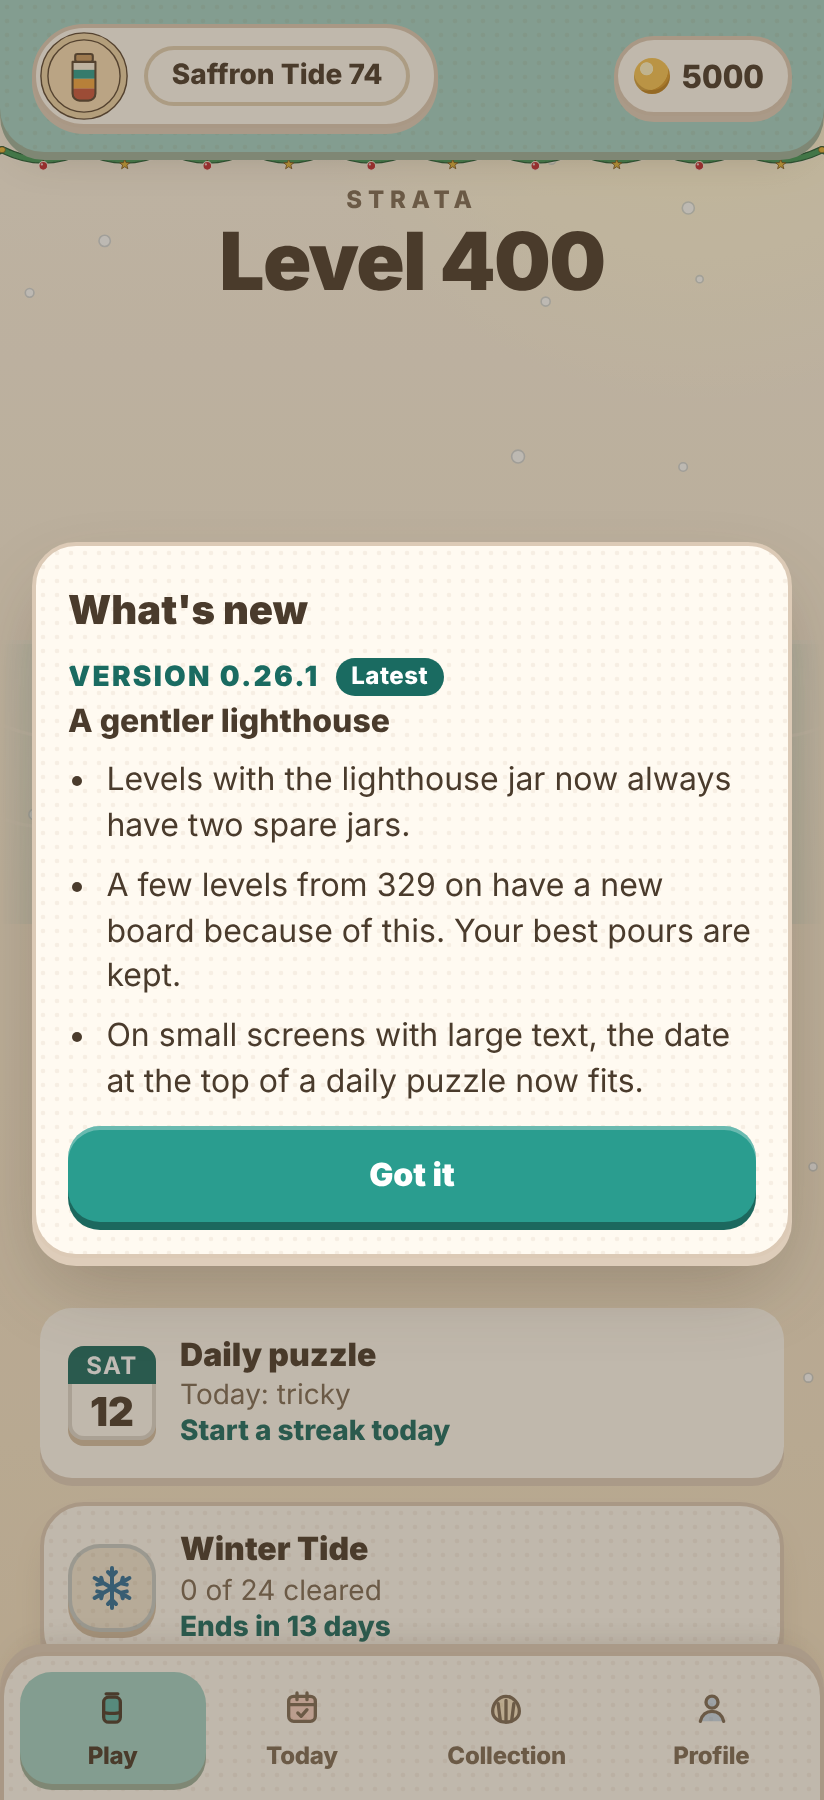 Saffron Tide 74
5000
STRATA
Level 400
What's new
VERSION 0.26.1 Latest
A gentler lighthouse
• Levels with the lighthouse jar now always
have two spare jars.
• A few levels from 329 on have a new
board because of this. Your best pours are
kept.
• On small screens with large text, the date
at the top of a daily puzzle now fits.
Got it
SAT
12
Daily puzzle
Today: tricky
Start a streak today
Winter Tide
0 of 24 cleared
Ends in 13 days
Play
Today
Collection
Profile